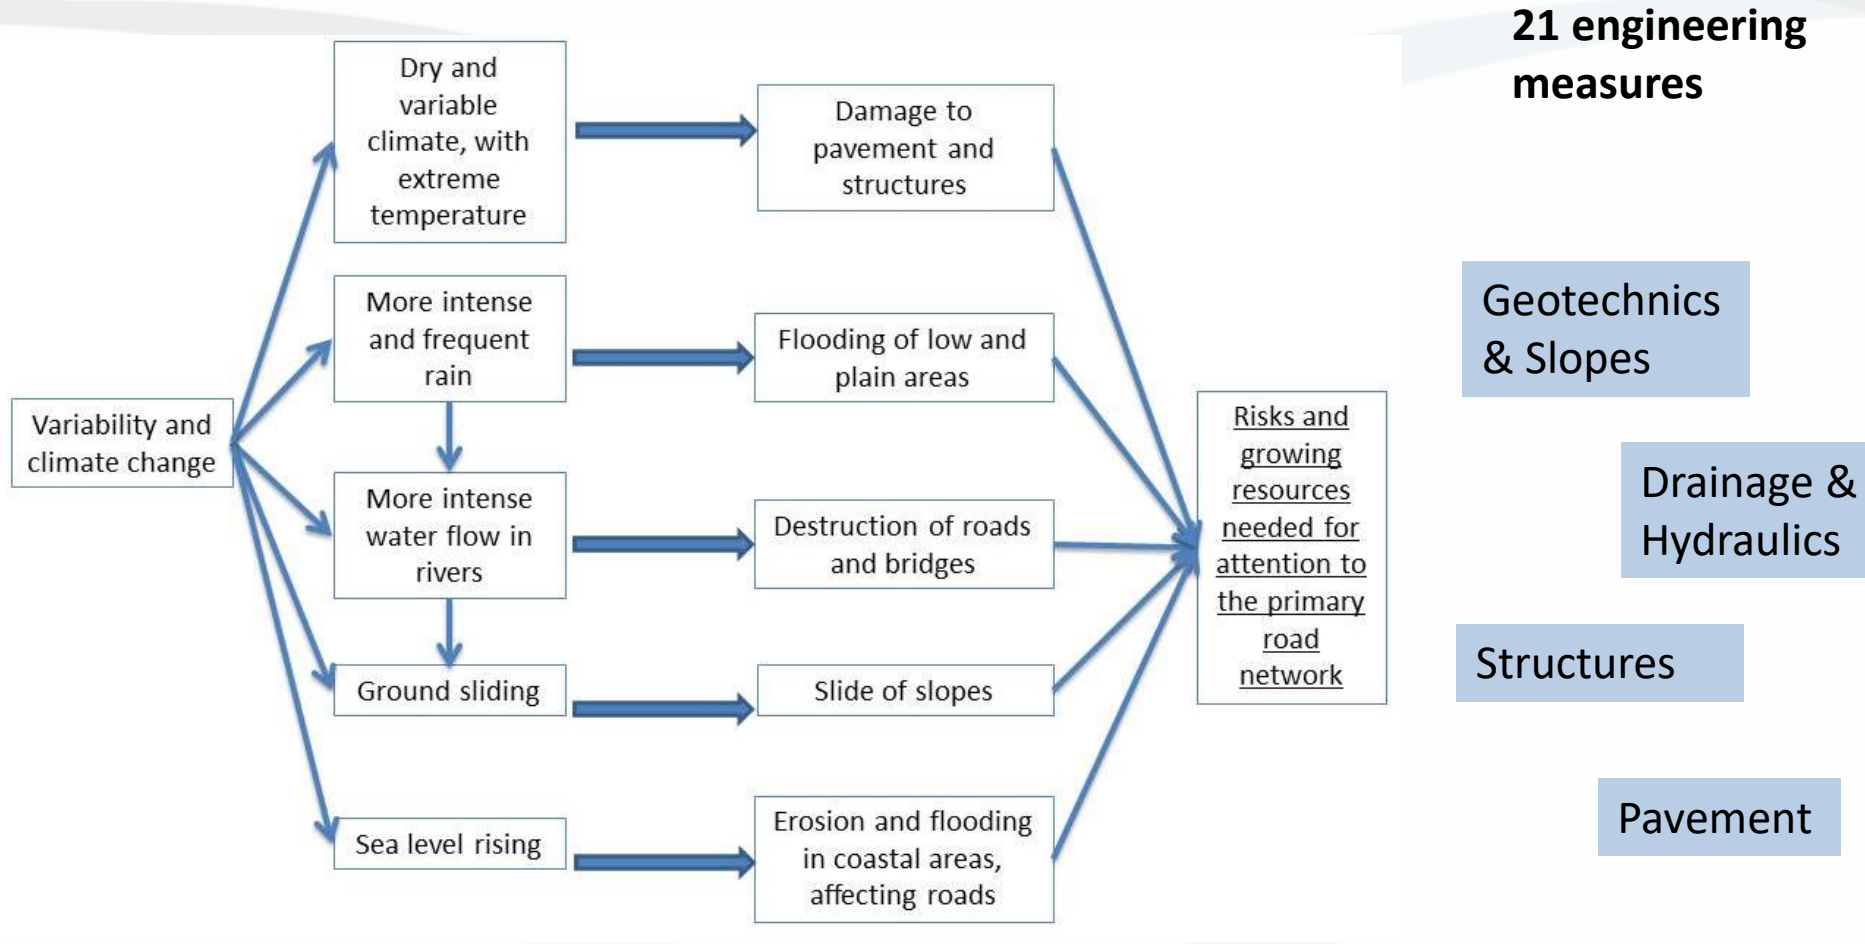 21 engineering
measures
Dry and
variable
climate, with
extreme
temperature
Damage to
pavement and
structures
More intense
and frequent
rain
Flooding of low and
plain areas
Variability and
climate change
More intense
water flow in
rivers
Destruction of roads
and bridges
Ground sliding
Slide of slopes
Sea level rising
Erosion and flooding
in coastal areas,
affecting roads
Risks and
growing
resources
needed for
attention to
the primary
road
network
Geotechnics
& Slopes
Drainage &
Hydraulics
Structures
Pavement